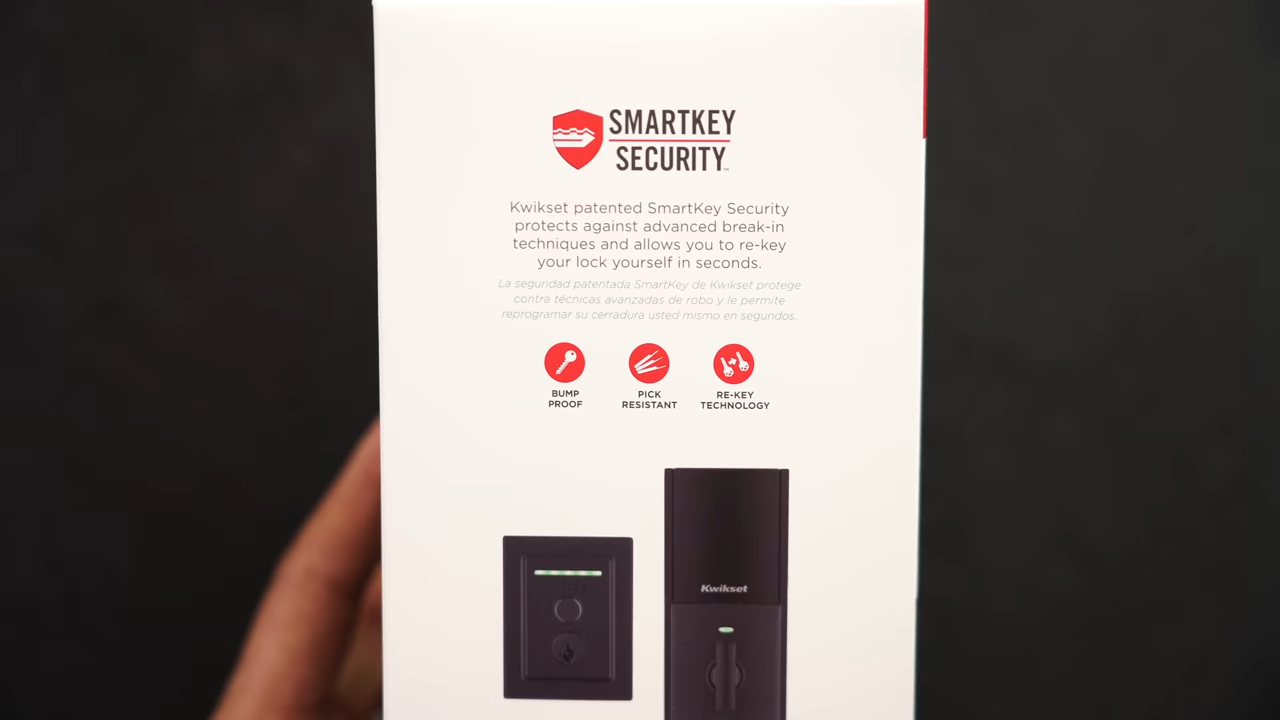 SMARTKEY
SECURITY™
Kwikset patented SmartKey Security
protects against advanced break-in
techniques and allows you to re-key
your lock yourself in seconds.
La seguridad patentada SmartKey de Kwikset protege
contra técnicas avanzadas de robo y le permite
reprogramar su cerradura usted mismo en segundos.
BUMP
PROOF
PICK
RESISTANT
RE-KEY
TECHNOLOGY
Kwikset